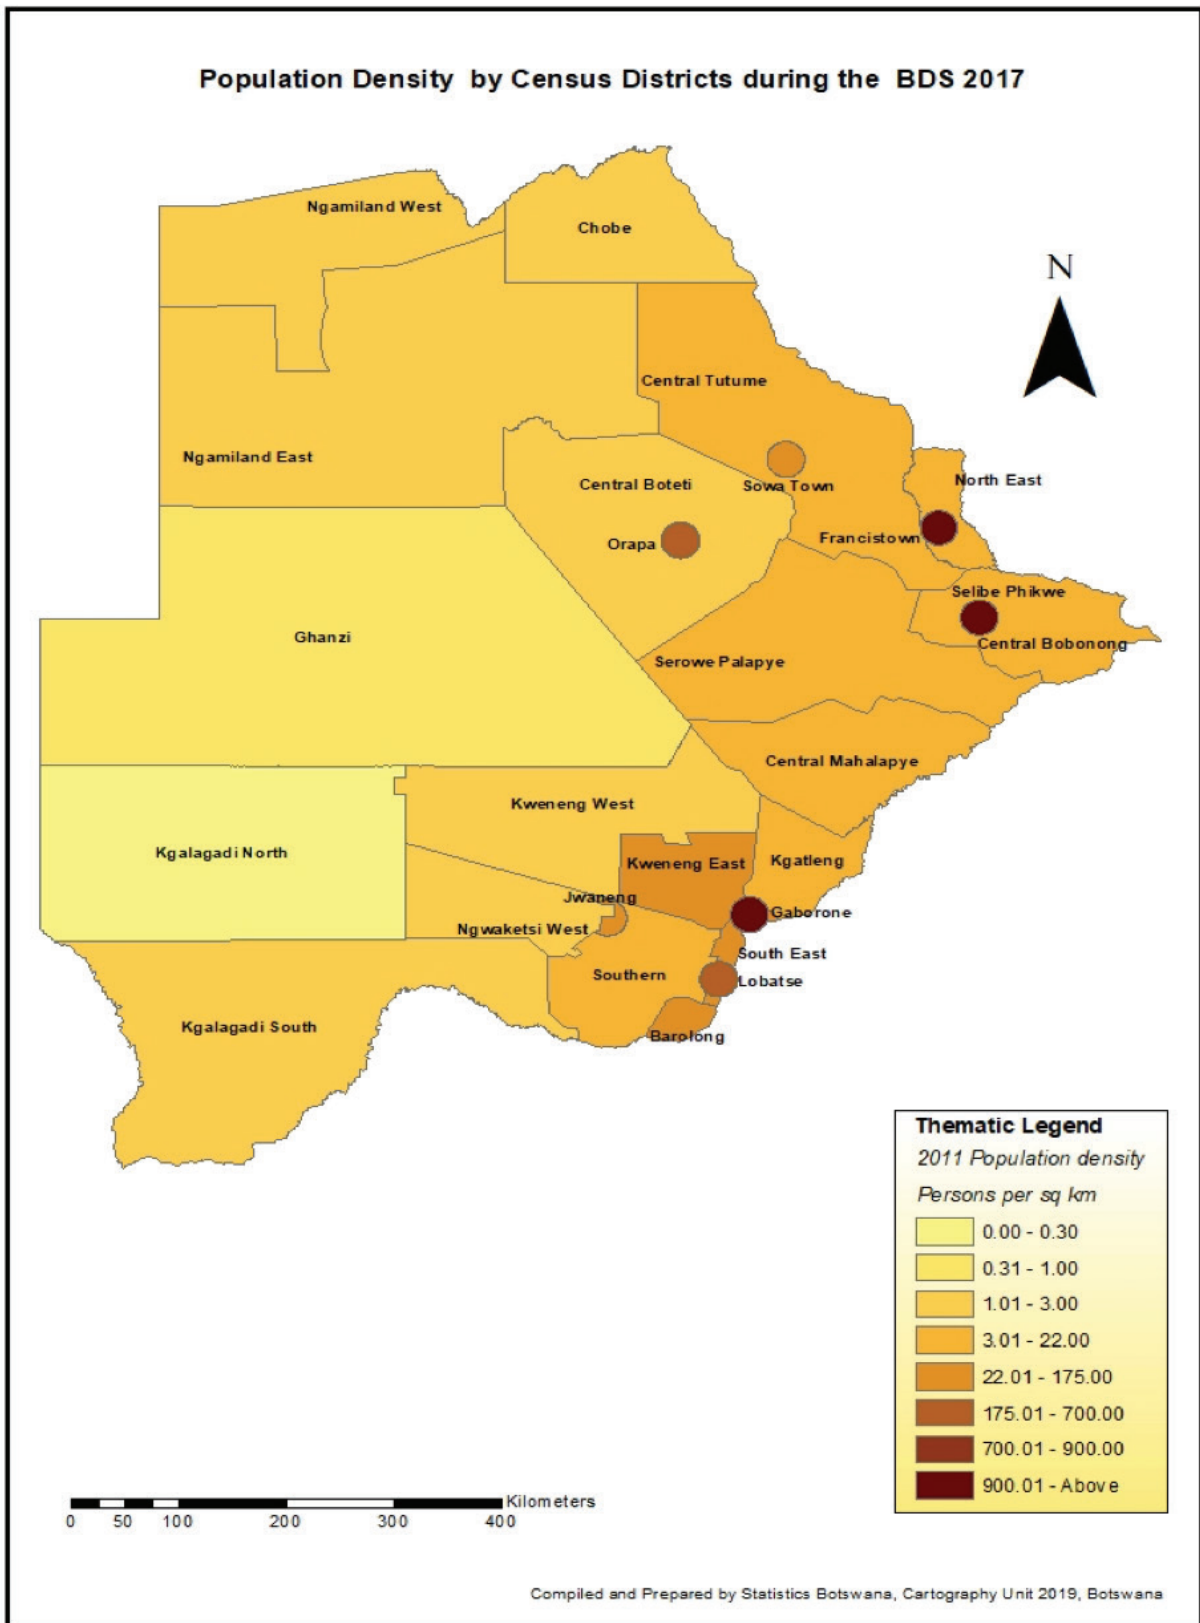 Population Density by Census Districts during the BDS 2017
Ngamiland West
Chobe
N
Central Tutume
Ngamiland East
Central Boteti
Sowa Town
North East
Orapa
Francistown
Selibe Phikwe
Ghanzi
Central Bobonong
Serowe Palapye
Central Mahalapye
Kweneng West
Kgalagadi North
Kweneng East
Kgatleng
Jwaneng
Gaborone
Ngwaketsi West
South East
Southern
Lobatse
Kgalagadi South
Barolong
Thematic Legend
2011 Population density
Persons per sq km
0.00 - 0.30
0.31 - 1.00
1.01 - 3.00
3.01 - 22.00
22.01 - 175.00
175.01 - 700.00
700.01 - 900.00
900.01 - Above
Kilometers
0 50 100 200 300 400
Compiled and Prepared by Statistics Botswana, Cartography Unit 2019, Botswana